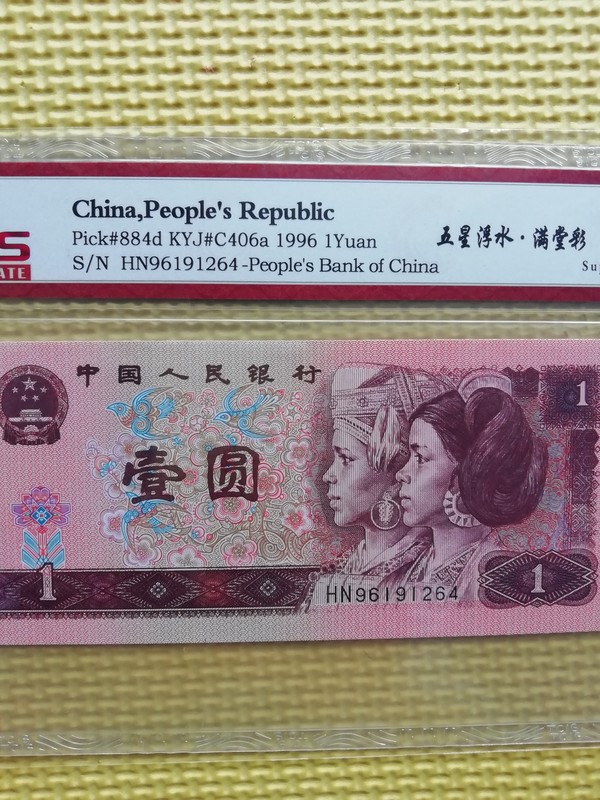 China,People's Republic
Pick#884d KYJ#C406a 1996 1Yuan
S/N HN96191264-People's Bank of China
五星浮水·满堂彩
S
ATE
中国人民银行
1
壹圆
1
HN96191264
1